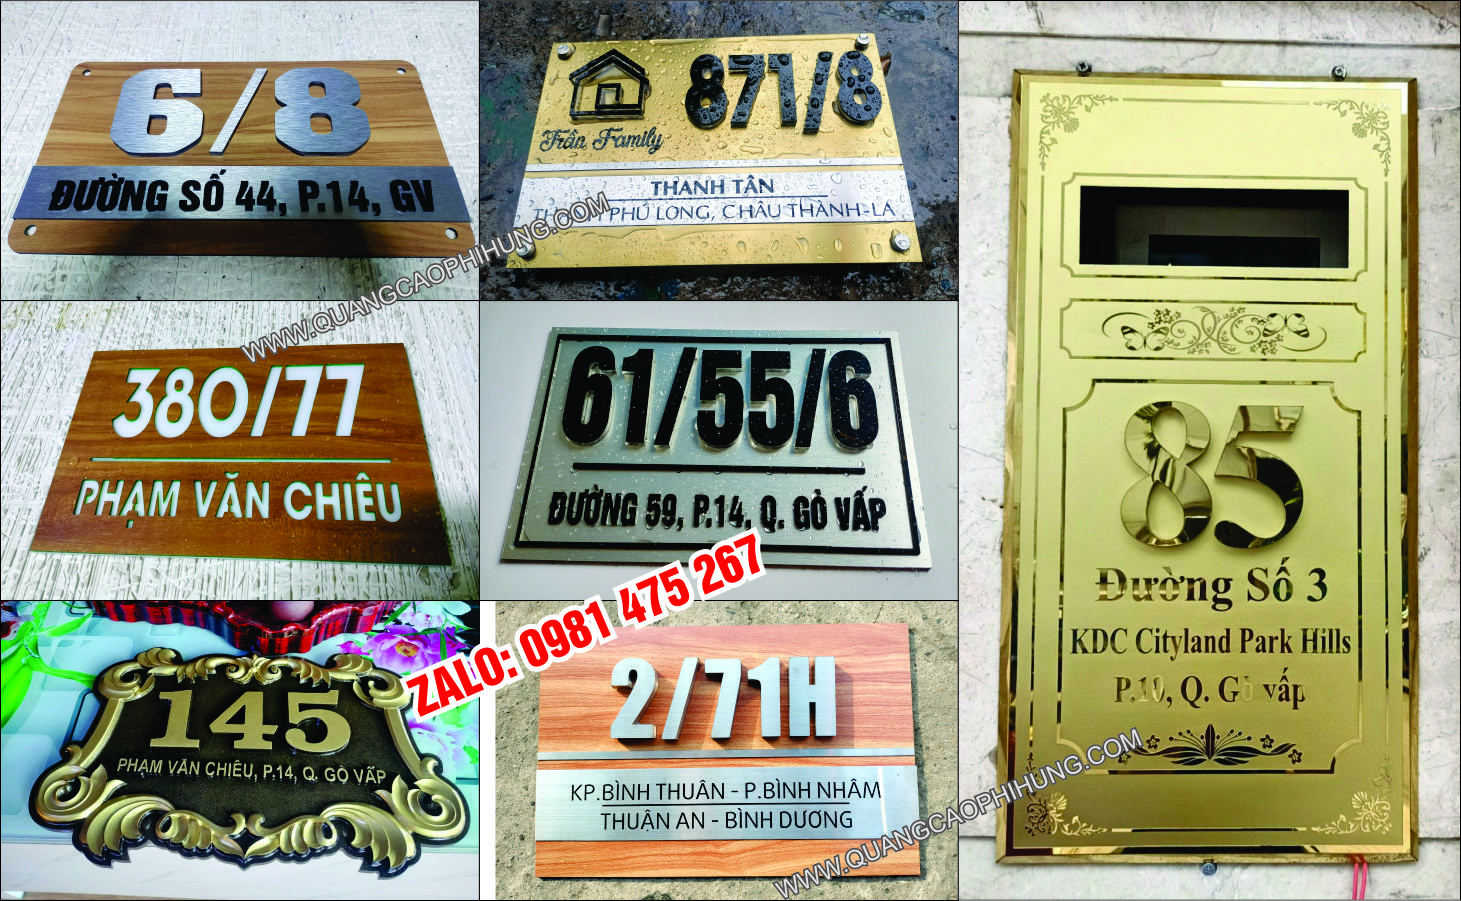 6/8
ĐƯỜNG SỐ 44, P.14, GV
871/8
Trần Family
THANH TÂN
PHÚ LONG, CHÂU THÀNH-LA
WWW.QUANGCAOPHIHUNG.COM
380/77
PHẠM VĂN CHIÊU
61/55/6
ĐƯỜNG 59, P.14, Q. GÒ VẤP
ZALO: 0981 475 267
145
PHẠM VĂN CHIÊU, P.14, Q. GÒ VẤP
2/71H
KP.BÌNH THUẬN - P.BÌNH NHÂM
THUẬN AN - BÌNH DƯƠNG
85
Đường Số 3
KDC Cityland Park Hills
P.10, Q. Gò vấp
WWW.QUANGCAOPHIHUNG.COM